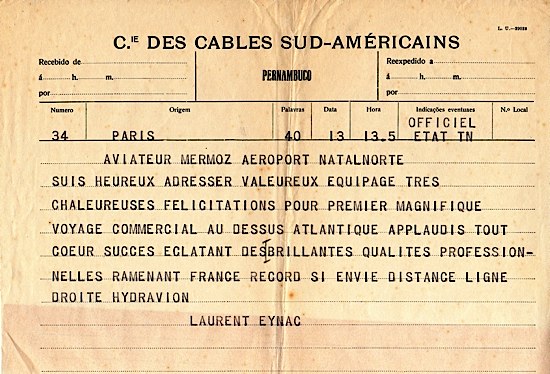 L. U.—29028
C.IE DES CABLES SUD-AMÉRICAINS
Recebido de
á h. m.
por
PERNAMBUCO
Reexpedido a
á h. m.
por
Numero Origem Palavras Data Hora Indicações eventuaes N.º Local
OFFICIEL
34 PARIS 40 13 13.5 ETAT TN
AVIATEUR MERMOZ AEROPORT NATALNORTE
SUIS HEUREUX ADRESSER VALEUREUX EQUIPAGE TRES
CHALEUREUSES FELICITATIONS POUR PREMIER MAGNIFIQUE
VOYAGE COMMERCIAL AU DESSUS ATLANTIQUE APPLAUDIS TOUT
COEUR SUCCES ECLATANT DES BRILLANTES QUALITES PROFESSION-
NELLES RAMENANT FRANCE RECORD SI ENVIE DISTANCE LIGNE
DROITE HYDRAVION
LAURENT EYNAC